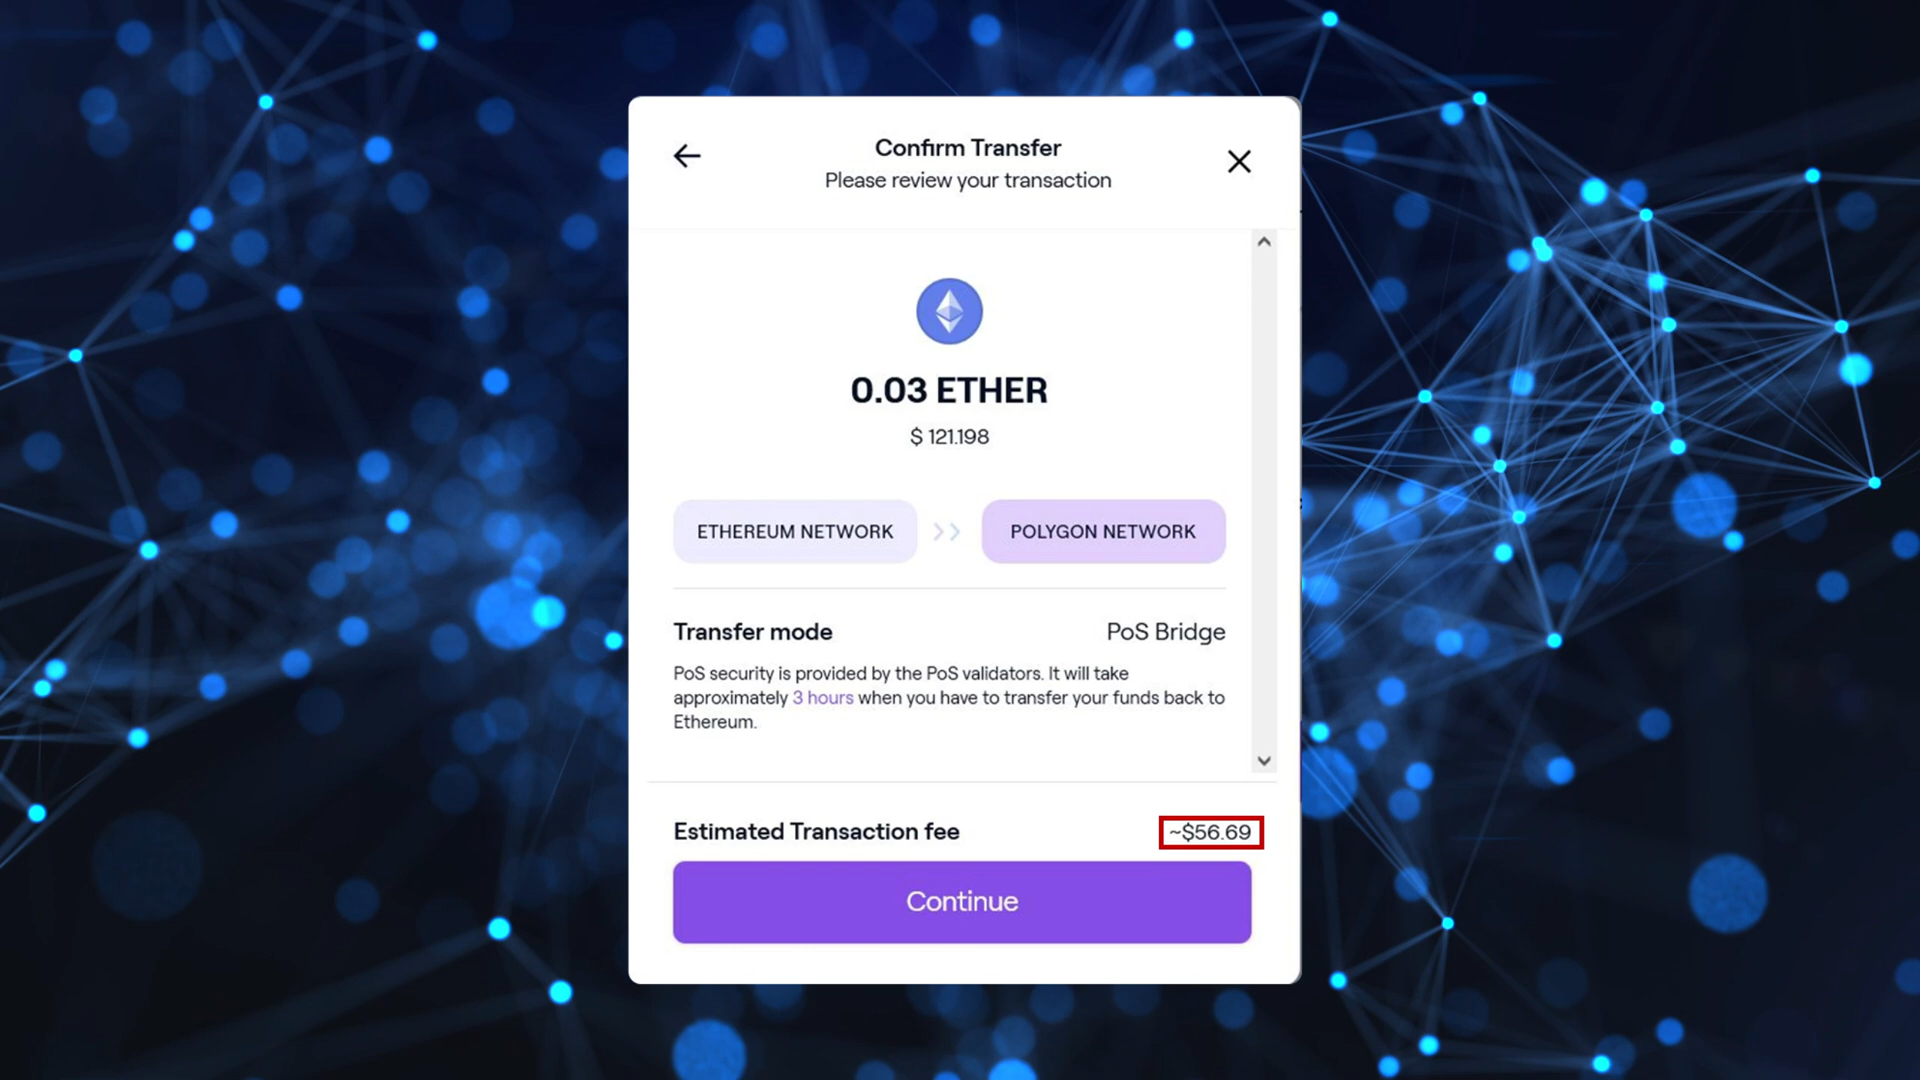 Confirm Transfer
Please review your transaction
0.03 ETHER
$ 121.198
ETHEREUM NETWORK
POLYGON NETWORK
Transfer mode
PoS Bridge
PoS security is provided by the PoS validators. It will take
approximately 3 hours when you have to transfer your funds back to
Ethereum.
Estimated Transaction fee
~$56.69
Continue